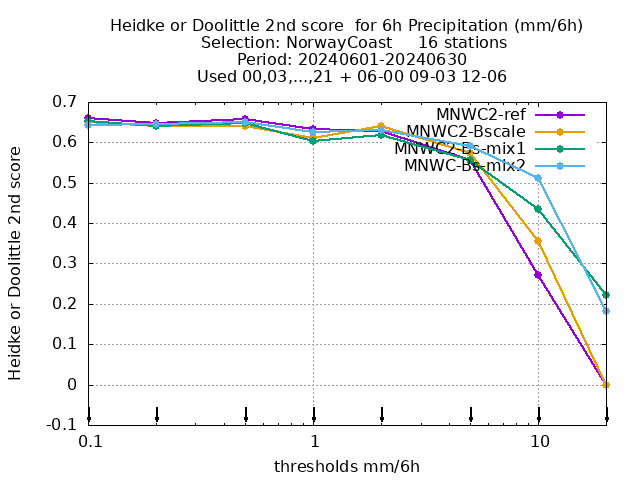 Heidke or Doolittle 2nd score  for 6h Precipitation (mm/6h)
Selection: NorwayCoast     16 stations
Period: 20240601-20240630
Used 00,03,...,21 + 06-00 09-03 12-06
MNWC2-ref
MNWC2-Bscale
MNWC2-Bs-mix1
MNWC-Bs-mix2
Heidke or Doolittle 2nd score
0.7
0.6
0.5
0.4
0.3
0.2
0.1
0
-0.1
0.1
1
10
thresholds mm/6h